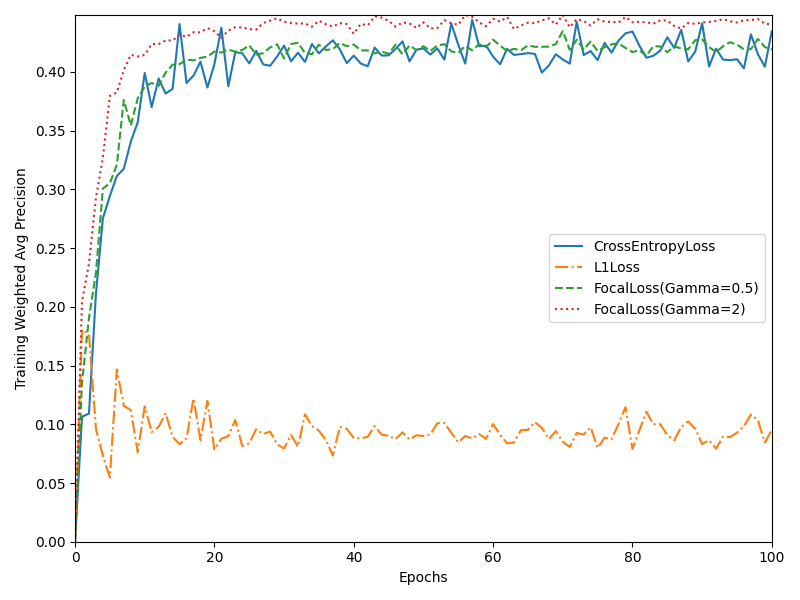 0.40
0.35
0.30
0.25
0.20
0.15
0.10
0.05
0.00
Training Weighted Avg Precision
CrossEntropyLoss
L1Loss
FocalLoss(Gamma=0.5)
FocalLoss(Gamma=2)
0 20 40 60 80 100
Epochs